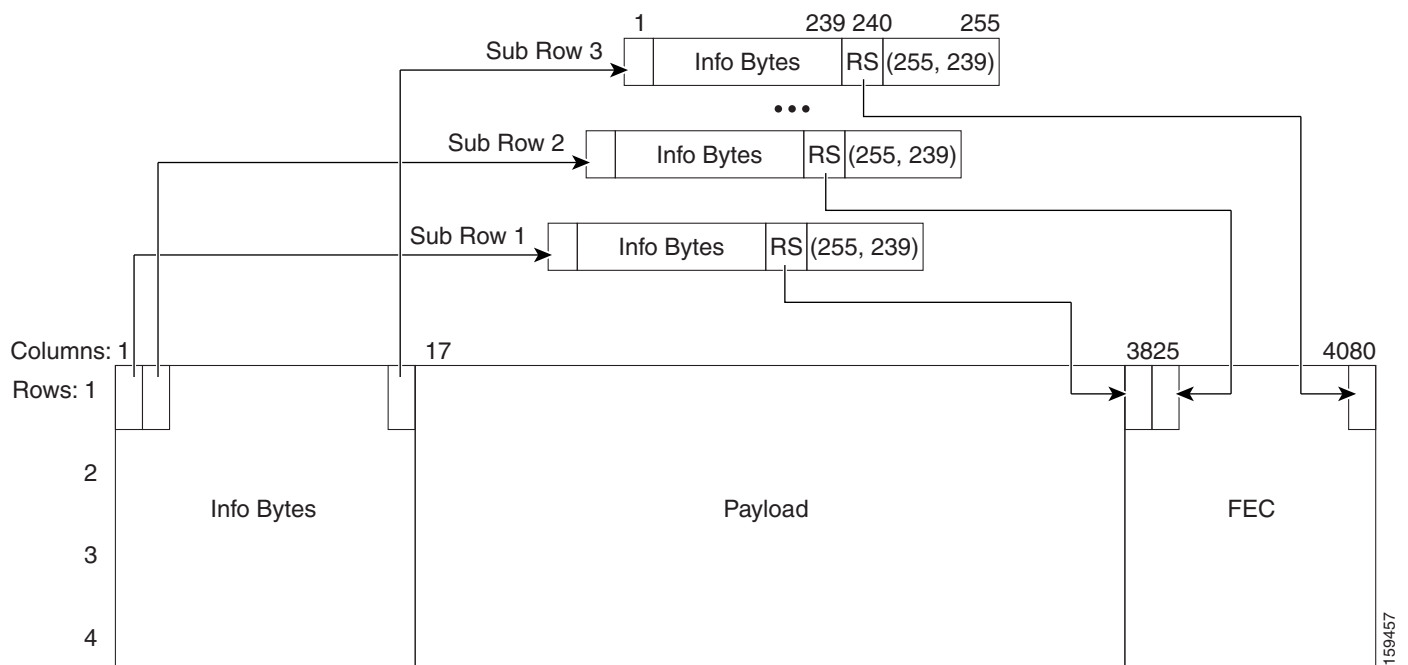 1 239 240 255
Sub Row 3 Info Bytes RS (255, 239)
•••
Sub Row 2 Info Bytes RS (255, 239)
Sub Row 1 Info Bytes RS (255, 239)
Columns: 1 17 3825 4080
Rows: 1
2
Info Bytes Payload FEC
3
4
159457